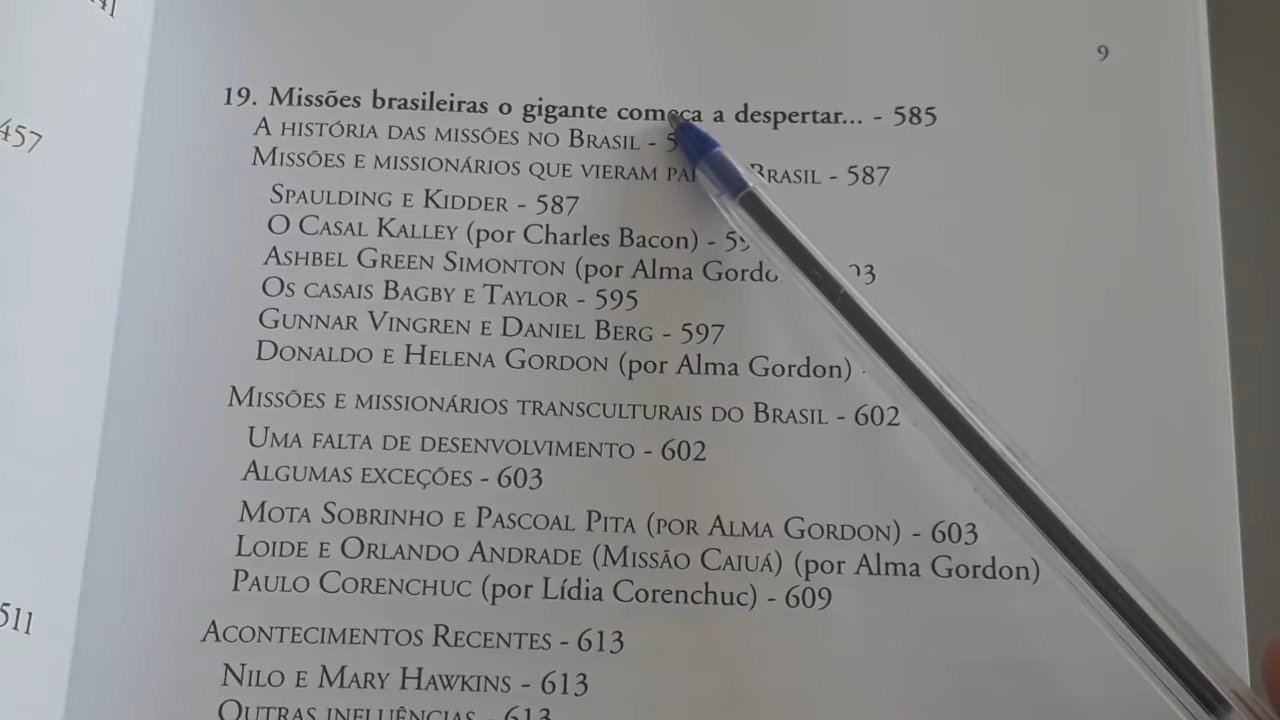 9
19. Missões brasileiras o gigante começa a despertar... - 585
A história das missões no Brasil -
Missões e missionários que vieram Brasil - 587
Spaulding e Kidder - 587
O Casal Kalley (por Charles Bacon) -
Ashbel Green Simonton (por Alma
Os casais Bagby e Taylor - 595
Gunnar Vingren e Daniel Berg - 597
Donaldo e Helena Gordon (por Alma Gordon)
Missões e missionários transculturais do Brasil - 602
Uma falta de desenvolvimento - 602
Algumas exceções - 603
Mota Sobrinho e Pascoal Pita (por Alma Gordon) - 603
Loide e Orlando Andrade (Missão Caiuá) (por Alma Gordon)
Paulo Corenchuc (por Lídia Corenchuc) - 609
Acontecimentos Recentes - 613
Nilo e Mary Hawkins - 613
Outras influências - 613
457
511